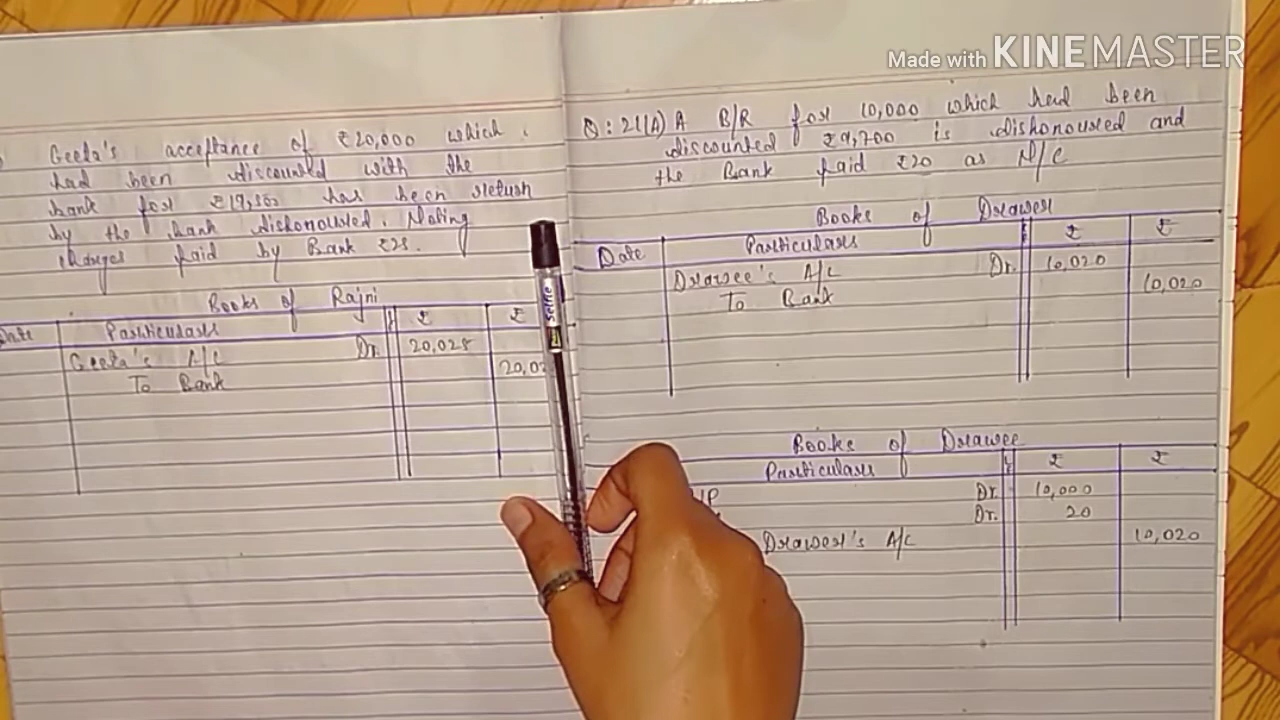 Made with KINEMASTER
Geeta's acceptance of ₹20,000 which
had been discounted with the
bank for has been return
by the bank dishonoured. Noting
charges paid by Bank
Books of Rajni
Date Particulars ₹ ₹
Geeta's A/C Dr. 20,028
To Bank
Q:21(A) A B/R for 10,000 which had been
discounted ₹9,700 is dishonoured and
the Bank paid ₹20 as N/C
Books of Drawer
Date Particulars ₹ ₹
Drawee's A/C Dr. 10,020
To Bank 10,020
Books of Drawee
Particulars ₹ ₹
Dr. 10,000
Dr. 20
Drawer's A/C 10,020
Selfie